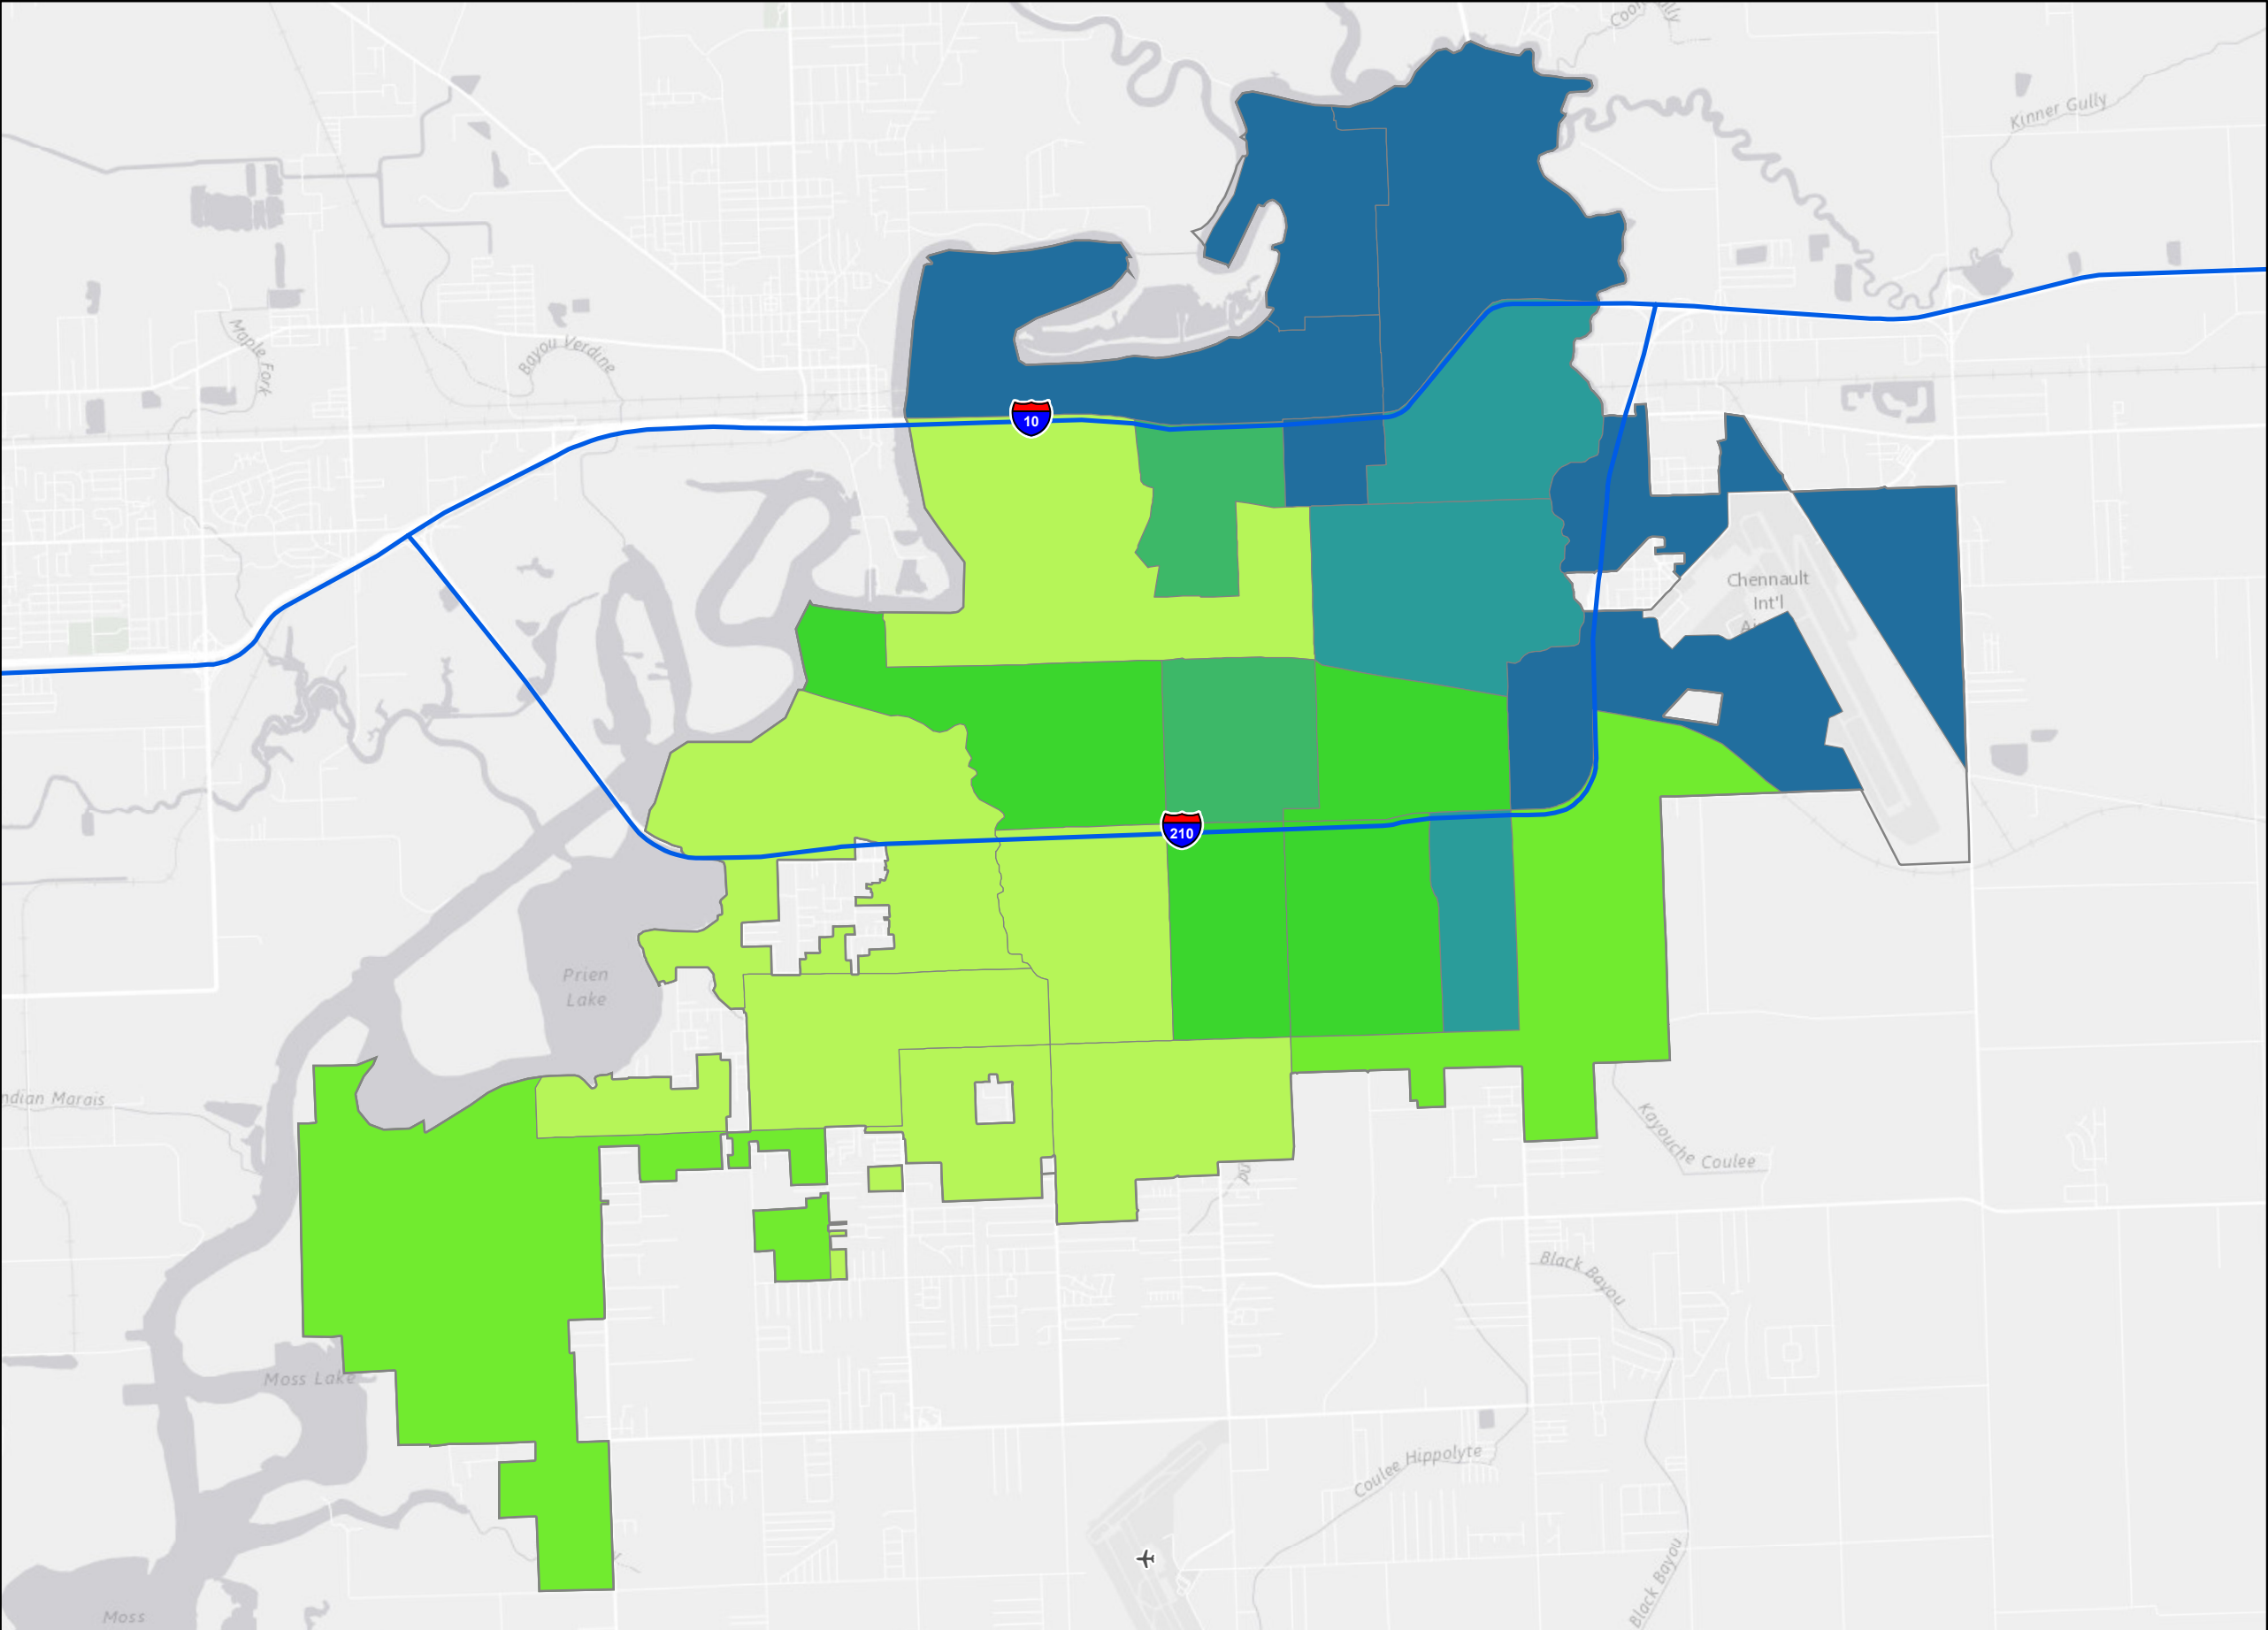 Kinner Gully
Maple
Fork
Bayou Verdine
10
Chennault
Int'l
210
Prien
Lake
ndian Marais
Kayouche Coulee
Moss Lake
Black Bayou
Coulee Hippolyte
Black Bayou
Moss